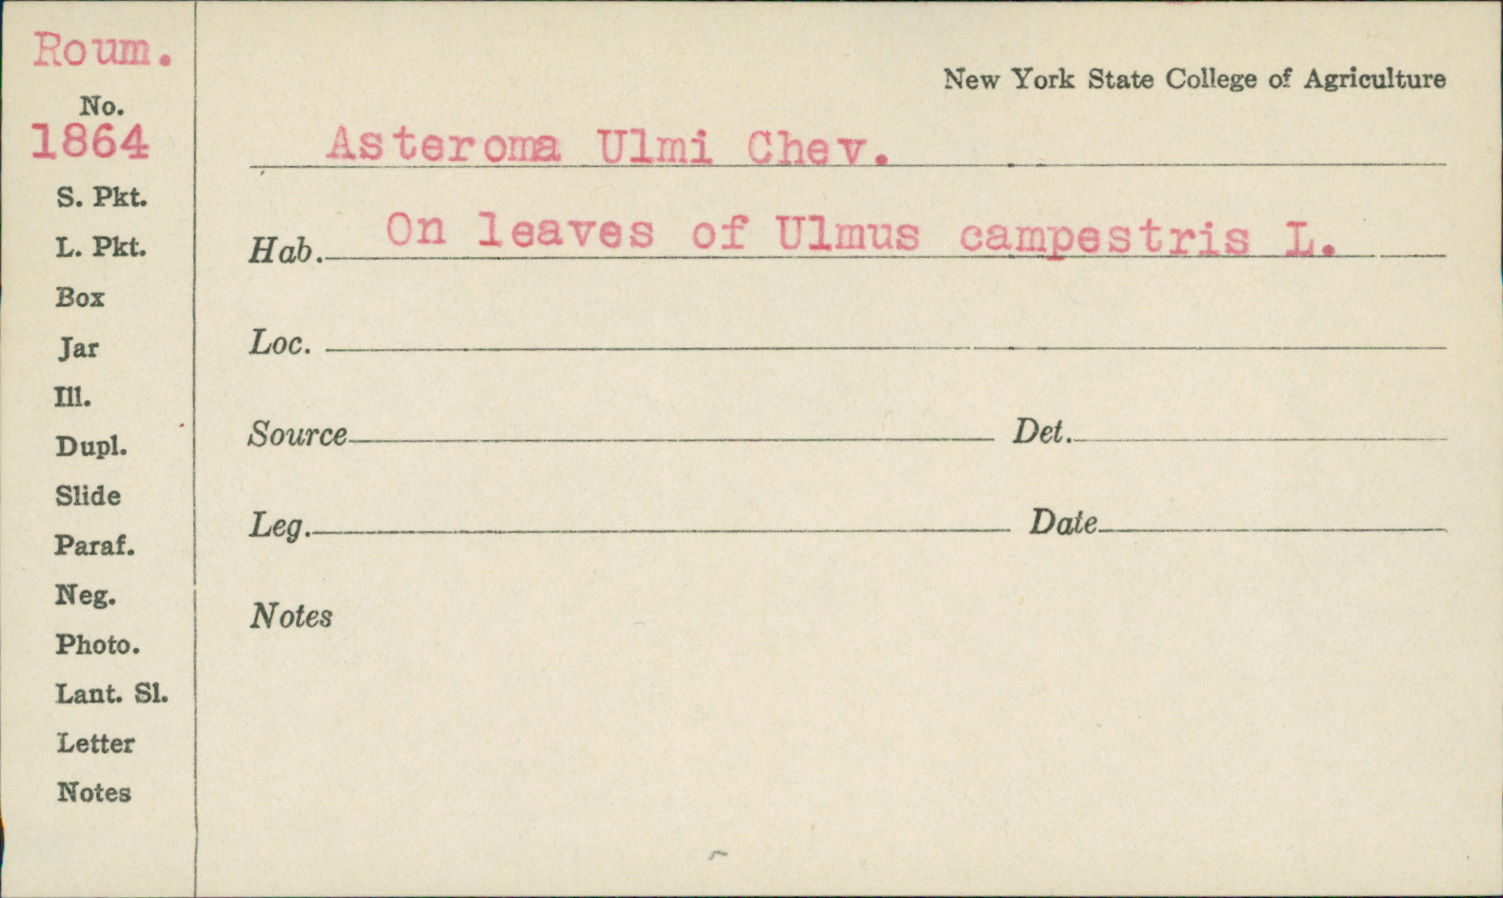 Roum.
No.
1864
S. Pkt.
L. Pkt.
Box
Jar
Ill.
Dupl.
Slide
Paraf.
Neg.
Photo.
Lant. Sl.
Letter
Notes
New York State College of Agriculture
Asteroma Ulmi Chev.
Hab. On leaves of Ulmus campestris L.
Loc.
Source Det.
Leg. Date
Notes